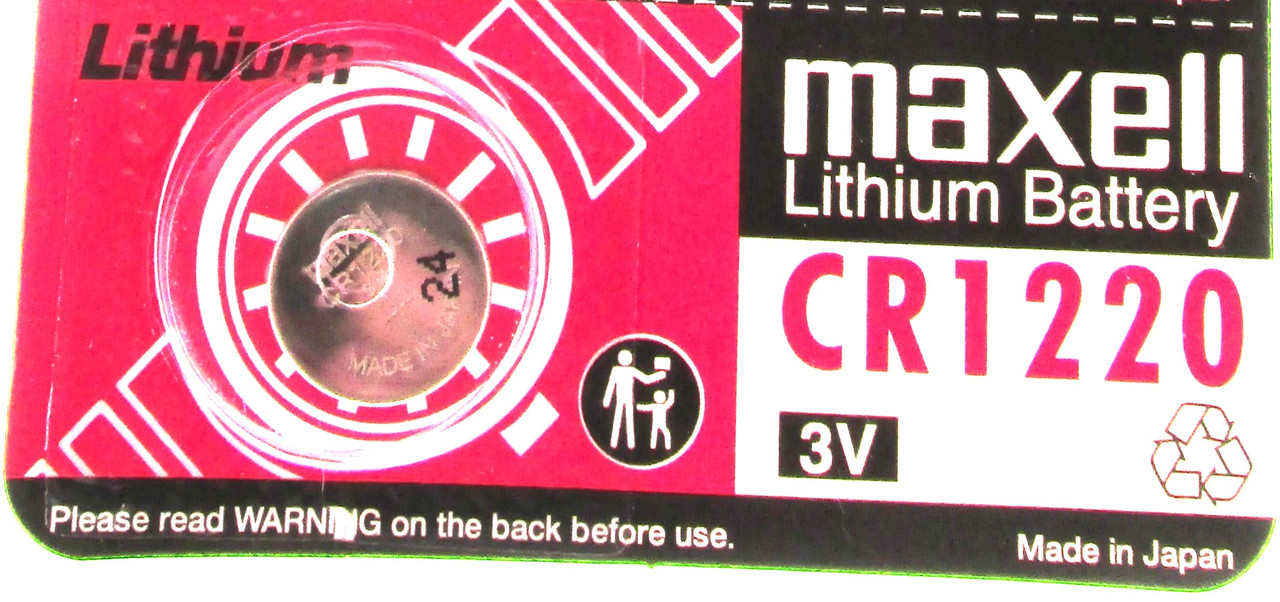 Lithium
maxell
Lithium Battery
CR1220
3V
24
MADE IN JAPAN
Please read WARNING on the back before use.
Made in Japan